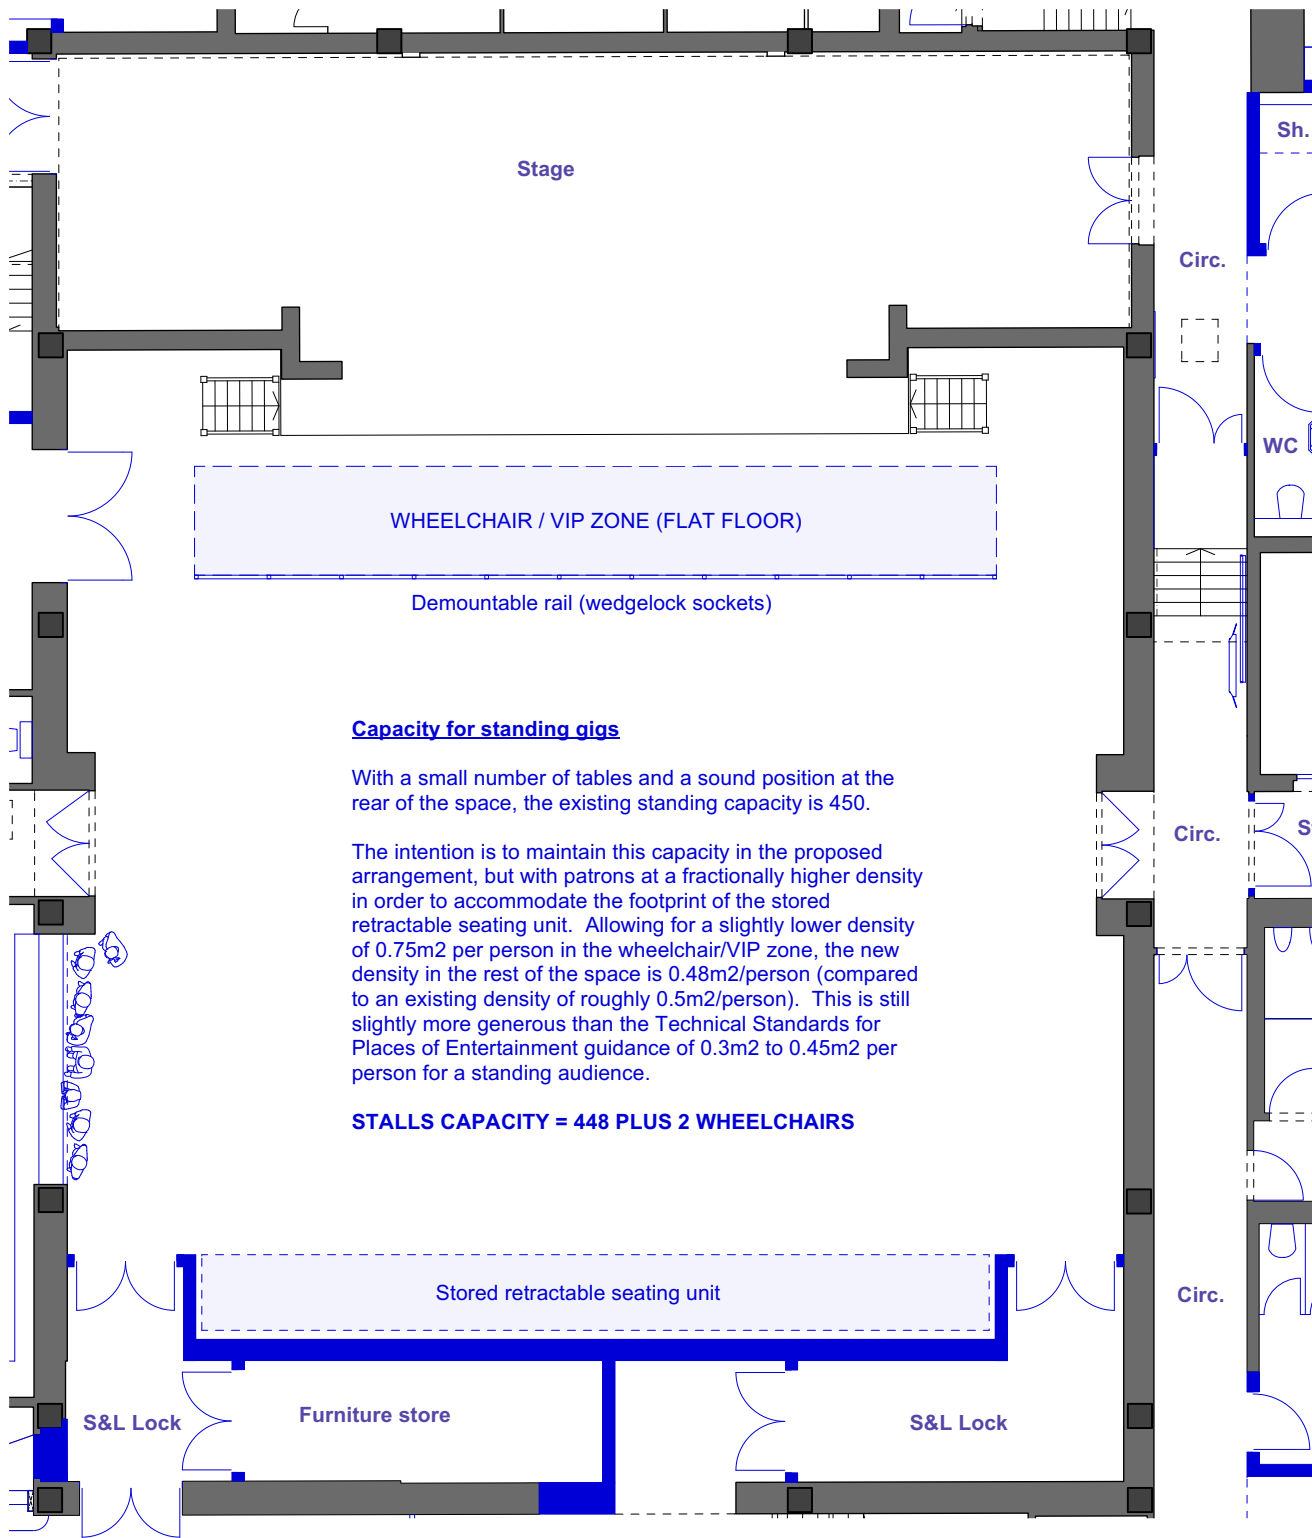 Sh.
Stage
Circ.
WC
WHEELCHAIR / VIP ZONE (FLAT FLOOR)
Demountable rail (wedgelock sockets)
Capacity for standing gigs
With a small number of tables and a sound position at the
rear of the space, the existing standing capacity is 450.
The intention is to maintain this capacity in the proposed
arrangement, but with patrons at a fractionally higher density
in order to accommodate the footprint of the stored
retractable seating unit.  Allowing for a slightly lower density
of 0.75m2 per person in the wheelchair/VIP zone, the new
density in the rest of the space is 0.48m2/person (compared
to an existing density of roughly 0.5m2/person).  This is still
slightly more generous than the Technical Standards for
Places of Entertainment guidance of 0.3m2 to 0.45m2 per
person for a standing audience.
STALLS CAPACITY = 448 PLUS 2 WHEELCHAIRS
Circ.
Stored retractable seating unit
Circ.
Furniture store
S&L Lock
S&L Lock